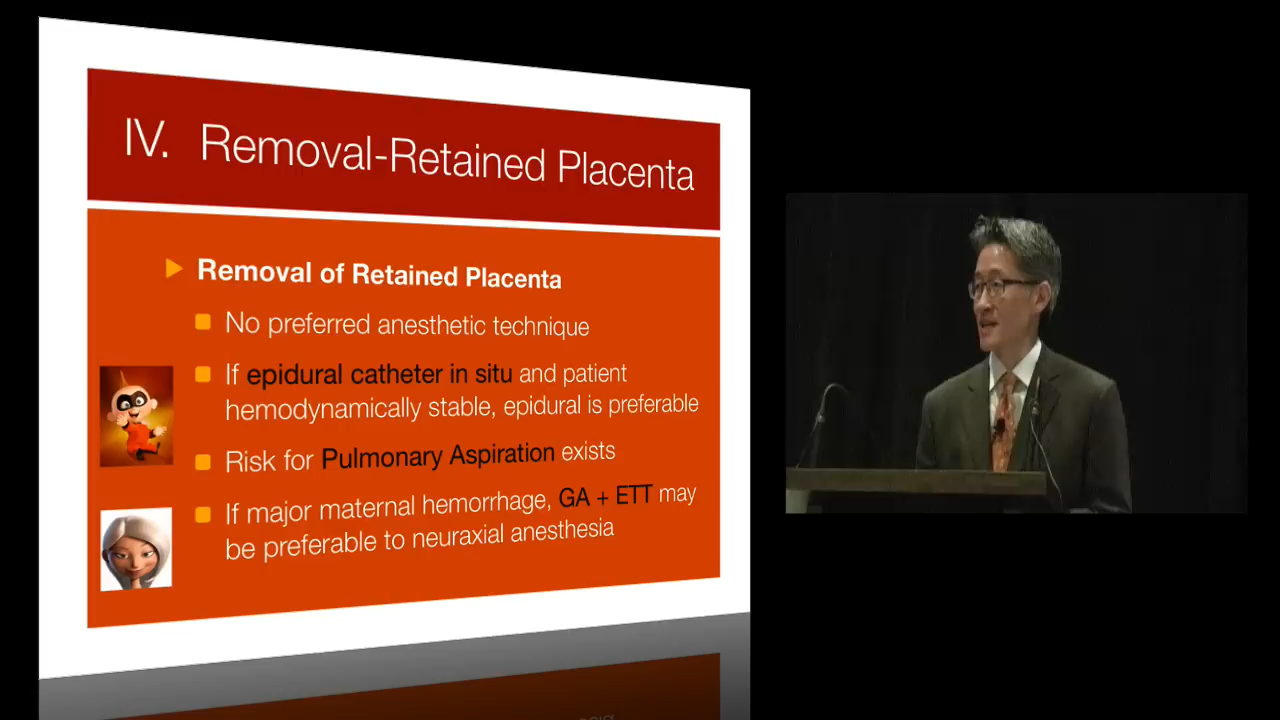 IV. Removal-Retained Placenta
Removal of Retained Placenta
No preferred anesthetic technique
If epidural catheter in situ and patient
hemodynamically stable, epidural is preferable
Risk for Pulmonary Aspiration exists
If major maternal hemorrhage, GA + ETT may
be preferable to neuraxial anesthesia